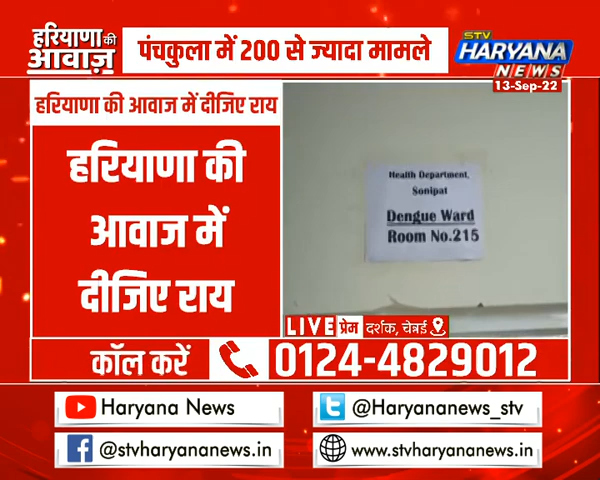 हरियाणा की
आवाज़
पंचकुला में 200 से ज्यादा मामले
STV
HARYANA
NEWS
13-Sep-22
हरियाणा की आवाज में दीजिए राय
हरियाणा की
आवाज में
दीजिए राय
Health Department,
Sonipat
Dengue Ward
Room No.215
LIVE प्रेम दर्शक, चेन्नई
कॉल करें 0124-4829012
Haryana News
@Haryananews_stv
@stvharyananews.in
www.stvharyananews.in